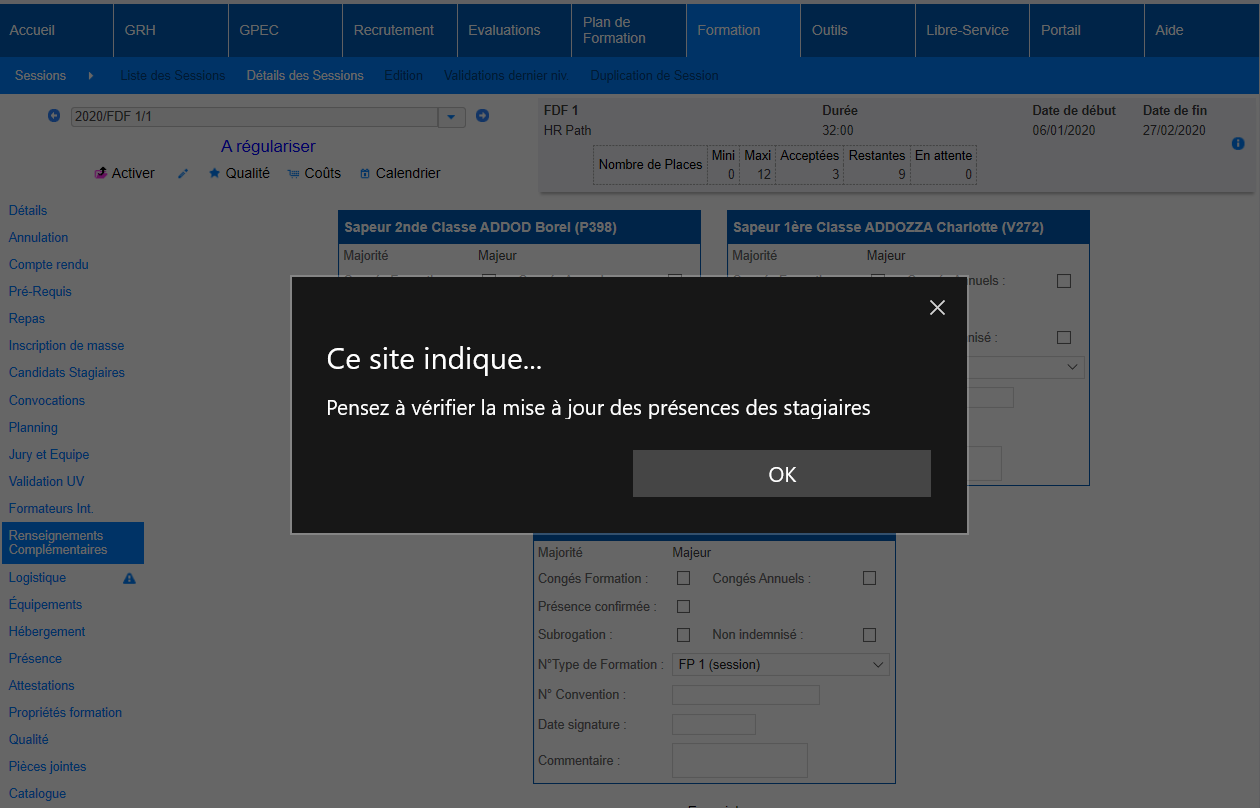 Accueil
GRH
GPEC
Recrutement
Evaluations
Plan de
Formation
Formation
Outils
Libre-Service
Portail
Aide
Sessions
Liste des Sessions
Détails des Sessions
Edition
Validations dernier niv.
Duplication de Session
2020/FDF 1/1
A régulariser
Activer
Qualité
Coûts
Calendrier
FDF 1
Durée
Date de début
Date de fin
HR Path
32:00
06/01/2020
27/02/2020
Nombre de Places
Mini
Maxi
Acceptées
Restantes
En attente
0
12
3
9
0
Détails
Annulation
Compte rendu
Pré-Requis
Repas
Inscription de masse
Candidats Stagiaires
Convocations
Planning
Jury et Equipe
Validation UV
Formateurs Int.
Renseignements
Complémentaires
Logistique
Équipements
Hébergement
Présence
Attestations
Propriétés formation
Qualité
Pièces jointes
Catalogue
Sapeur 2nde Classe ADDOD Borel (P398)
Majorité
Majeur
Sapeur 1ère Classe ADDOZZA Charlotte (V272)
Majorité
Majeur
Ce site indique...
Pensez à vérifier la mise à jour des présences des stagiaires
OK
Majorité
Majeur
Congés Formation :
Congés Annuels :
Présence confirmée :
Subrogation :
Non indemnisé :
N°Type de Formation :
FP 1 (session)
N° Convention :
Date signature :
Commentaire :